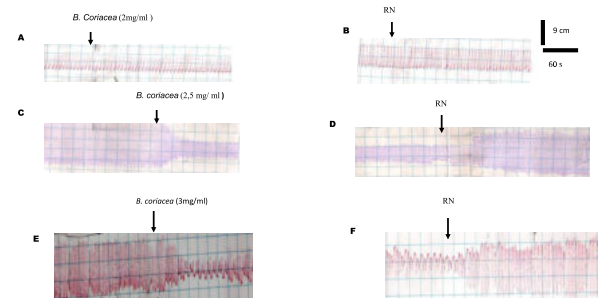 B. Coriacea (2mg/ml)
RN
A
B
9 cm
60 s
B. coriacea (2,5 mg/ ml )
RN
C
D
B. coriacea (3mg/ml)
RN
E
F